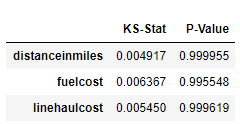 KS-Stat P-Value
distanceinmiles 0.004917 0.999955
fuelcost 0.006367 0.995548
linehaulcost 0.005450 0.999619